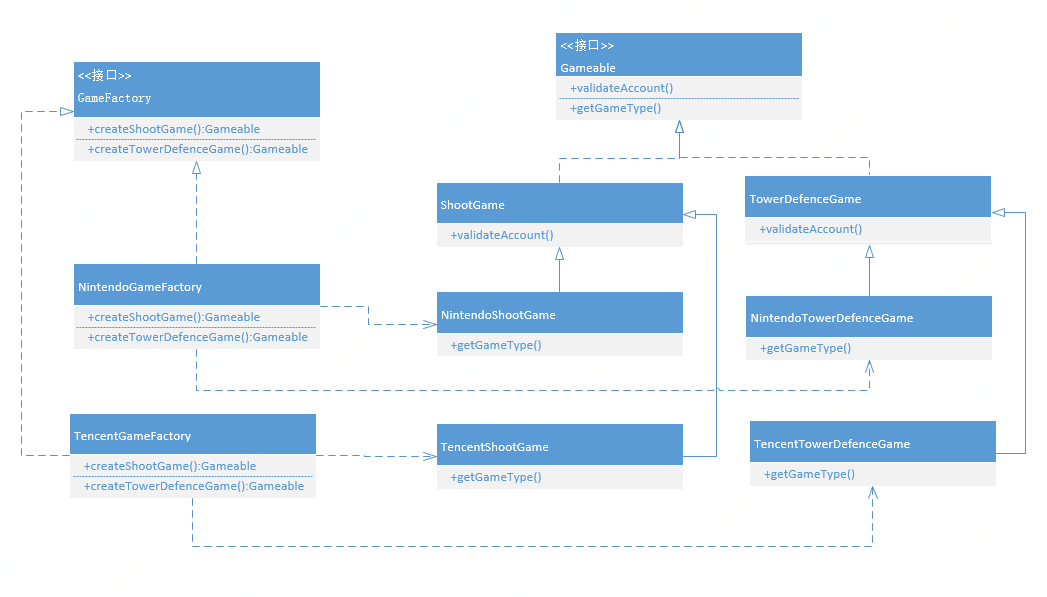 <<接口>>
GameFactory
+createShootGame():Gameable
+createTowerDefenceGame():Gameable
<<接口>>
Gameable
+validateAccount()
+getGameType()
ShootGame
+validateAccount()
TowerDefenceGame
+validateAccount()
NintendoGameFactory
+createShootGame():Gameable
+createTowerDefenceGame():Gameable
NintendoShootGame
+getGameType()
NintendoTowerDefenceGame
+getGameType()
TencentGameFactory
+createShootGame():Gameable
+createTowerDefenceGame():Gameable
TencentShootGame
+getGameType()
TencentTowerDefenceGame
+getGameType()